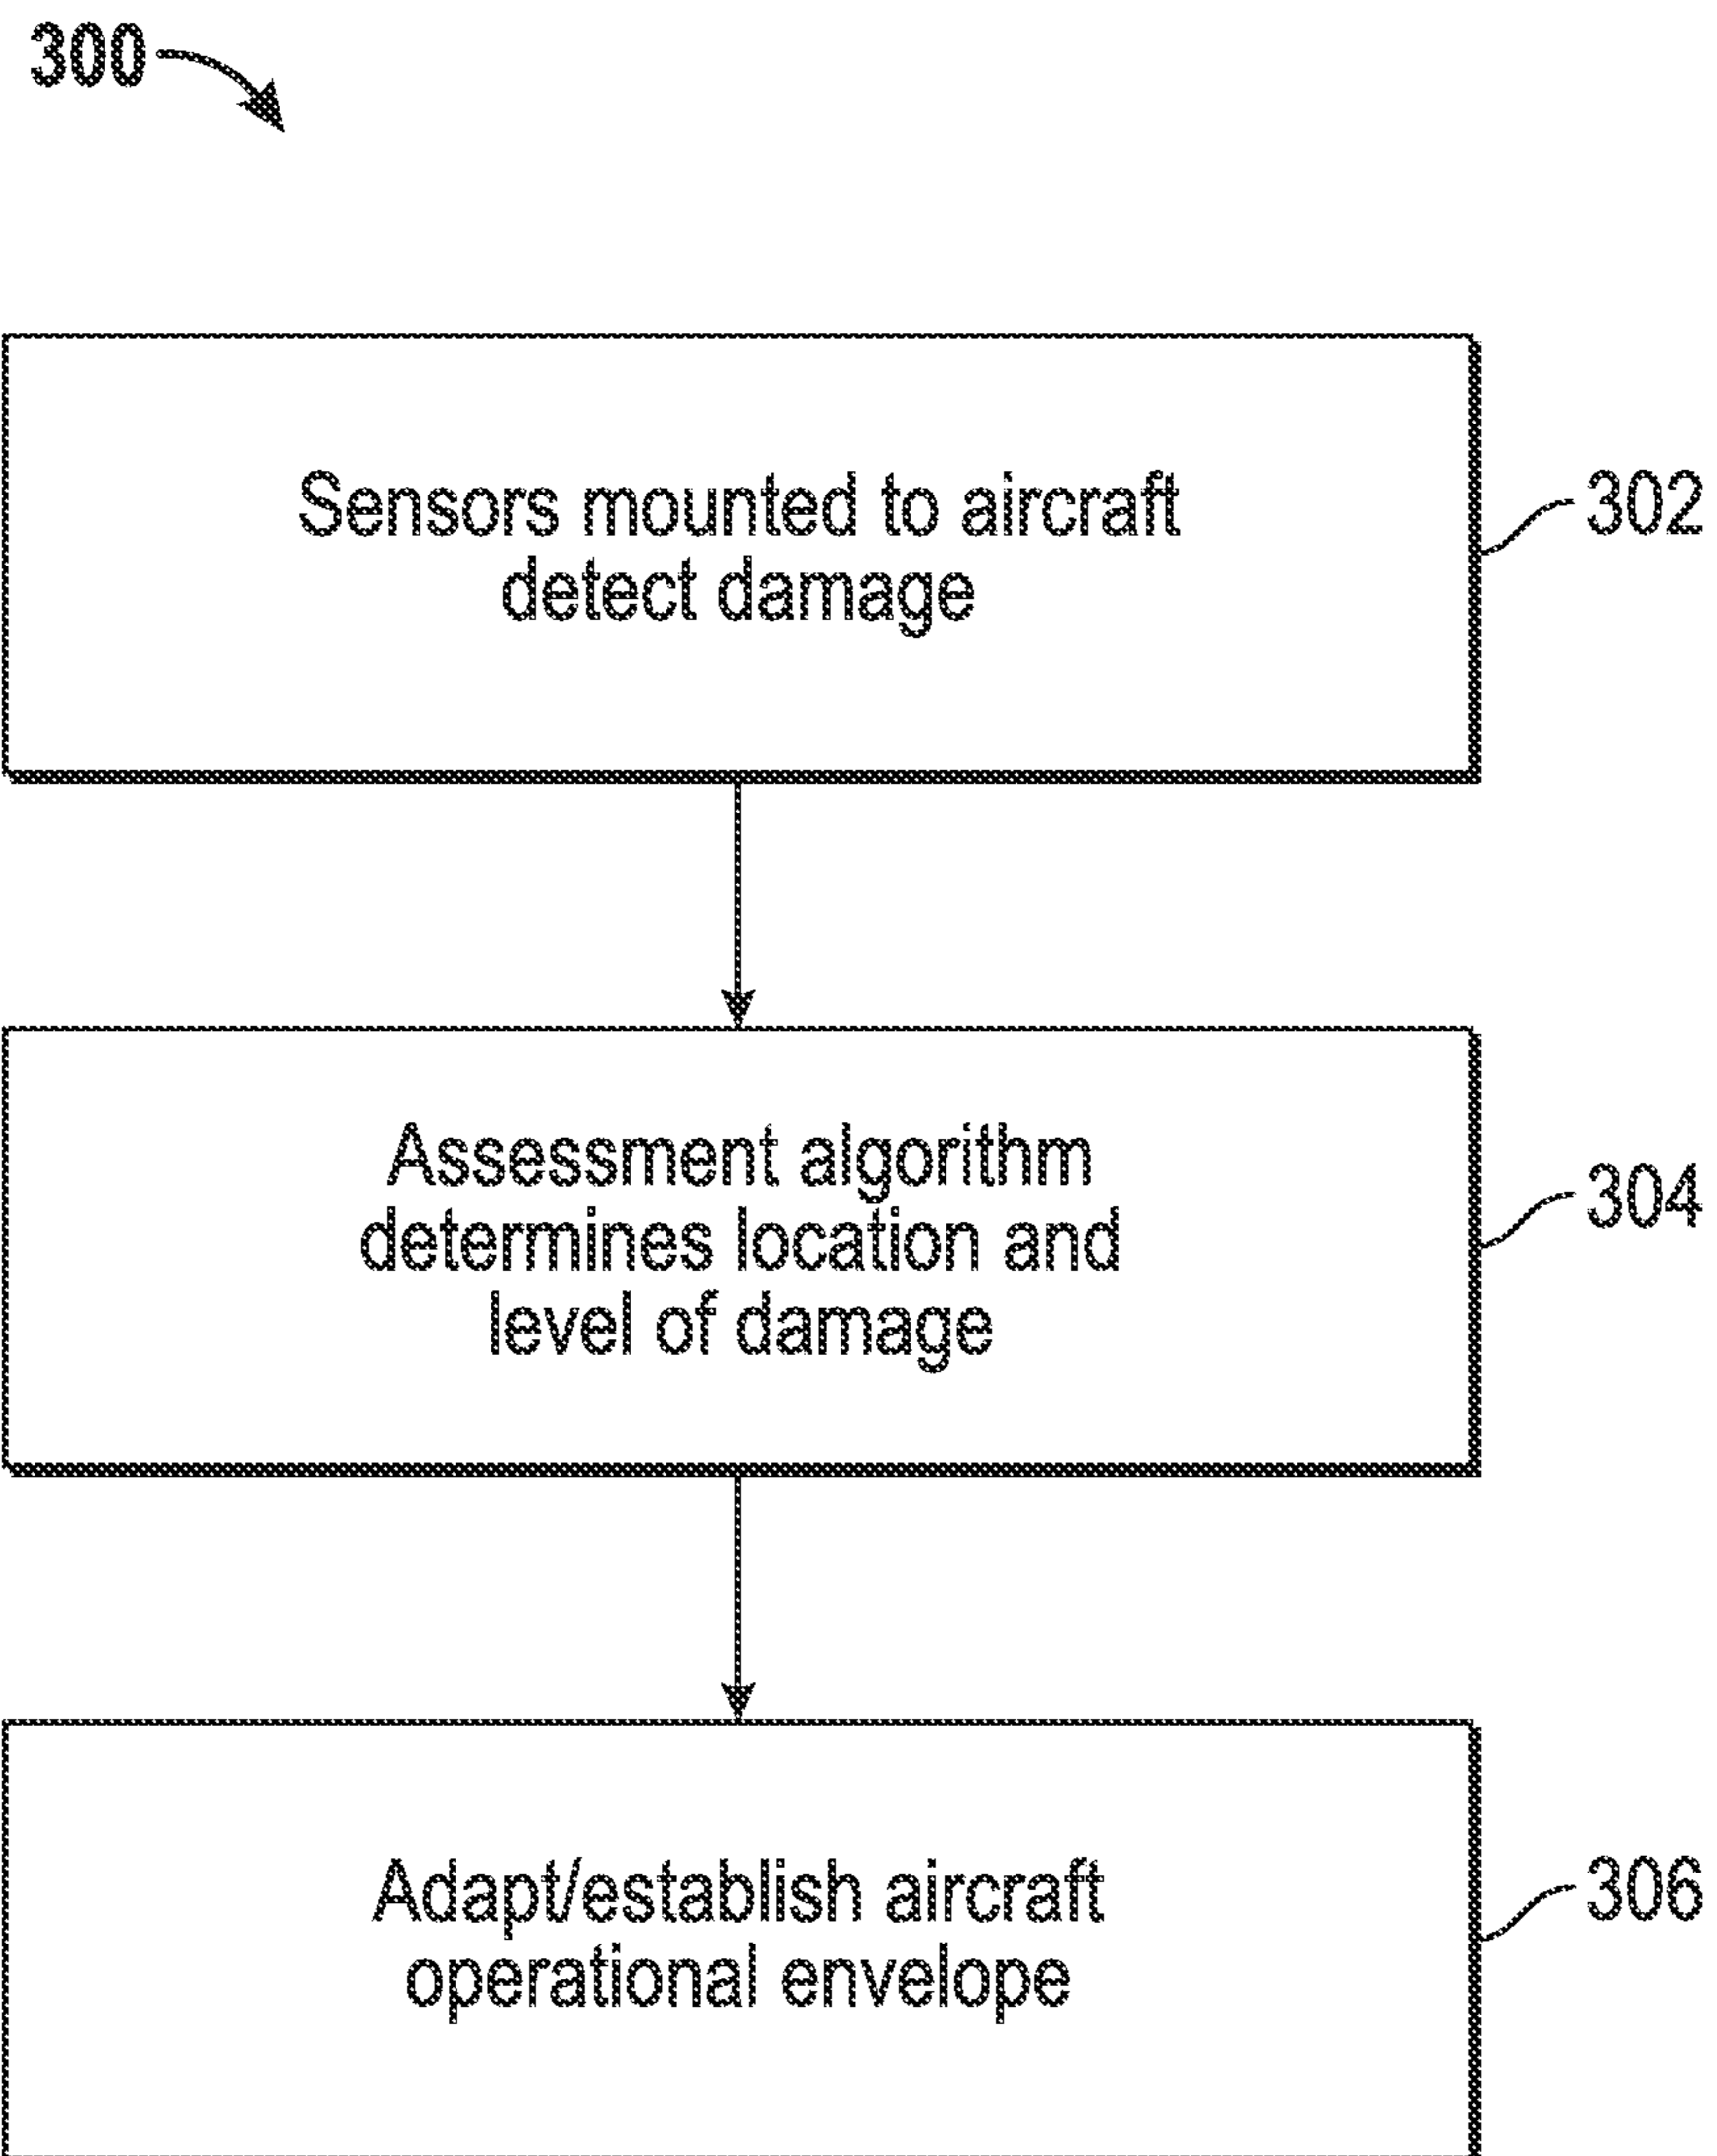 300
Sensors mounted to aircraft
detect damage
302
Assessment algorithm
determines location and
level of damage
304
Adapt/establish aircraft
operational envelope
306